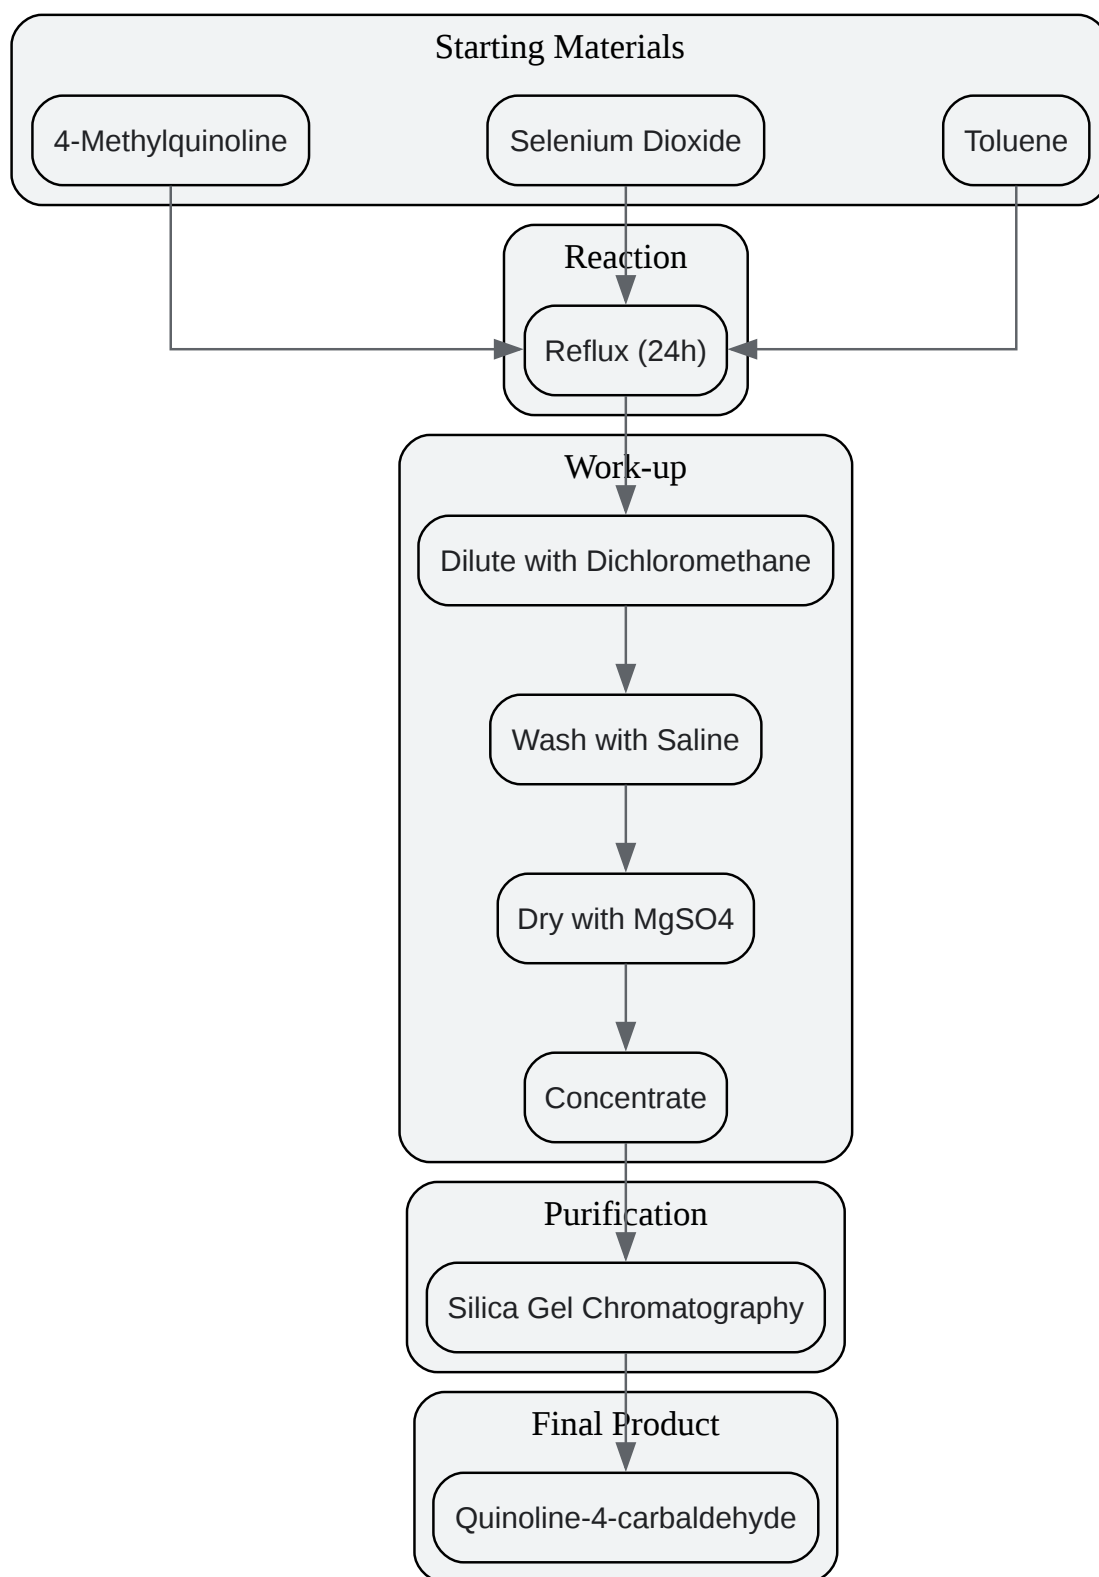 Starting Materials
4-Methylquinoline
Selenium Dioxide
Toluene
Reaction
Reflux (24h)
Work-up
Dilute with Dichloromethane
Wash with Saline
Dry with MgSO4
Concentrate
Purification
Silica Gel Chromatography
Final Product
Quinoline-4-carbaldehyde